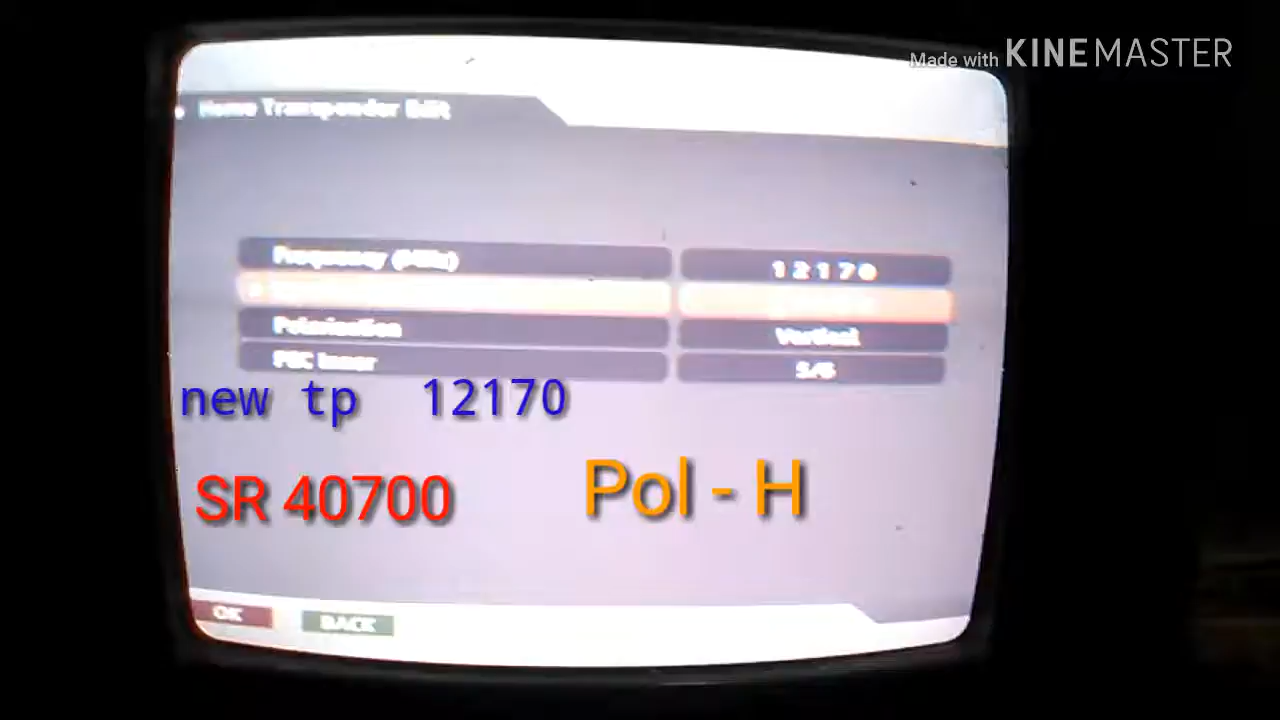 Made with KINEMASTER
Home Transponder Edit
Frequency (MHz) 12170
Polarization Vertical
FEC Inner 5/6
new tp 12170
SR 40700 Pol - H
OK BACK